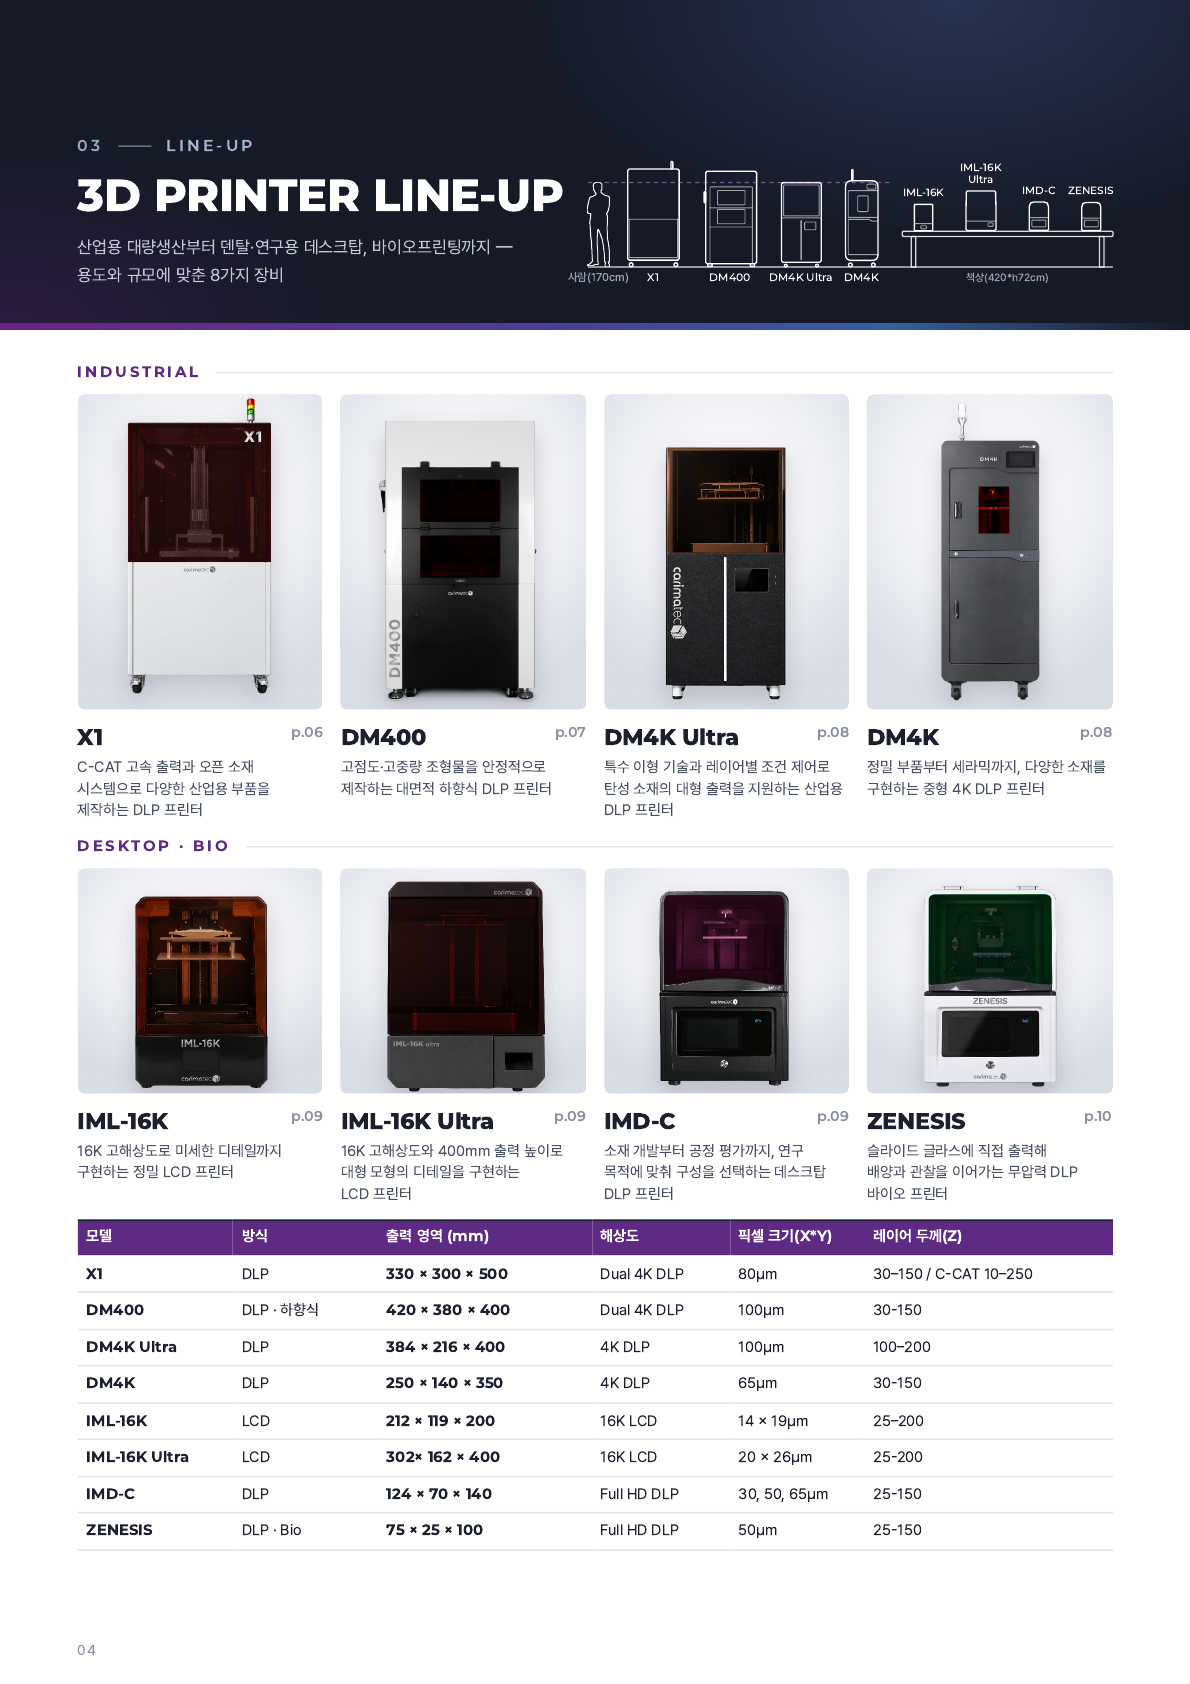 03 — LINE-UP
3D PRINTER LINE-UP
산업용 대량생산부터 덴탈·연구용 데스크탑, 바이오프린팅까지 —
용도와 규모에 맞춘 8가지 장비
사람(170cm) X1 DM400 DM4K Ultra DM4K
IML-16K
IML-16K
Ultra
IMD-C ZENESIS
책상(420*h72cm)
INDUSTRIAL
X1
carimatec
DM400
carimatec
carimatec
DM4K
X1 p.06
C-CAT 고속 출력과 오픈 소재
시스템으로 다양한 산업용 부품을
제작하는 DLP 프린터
DM400 p.07
고점도·고중량 조형물을 안정적으로
제작하는 대면적 하향식 DLP 프린터
DM4K Ultra p.08
특수 이형 기술과 레이어별 조건 제어로
탄성 소재의 대형 출력을 지원하는 산업용
DLP 프린터
DM4K p.08
정밀 부품부터 세라믹까지, 다양한 소재를
구현하는 중형 4K DLP 프린터
DESKTOP · BIO
IML-16K
carimatec
carimatec
IML-16K ultra
carimatec
ZENESIS
carimatec
IML-16K p.09
16K 고해상도로 미세한 디테일까지
구현하는 정밀 LCD 프린터
IML-16K Ultra p.09
16K 고해상도와 400mm 출력 높이로
대형 모형의 디테일을 구현하는
LCD 프린터
IMD-C p.09
소재 개발부터 공정 평가까지, 연구
목적에 맞춰 구성을 선택하는 데스크탑
DLP 프린터
ZENESIS p.10
슬라이드 글라스에 직접 출력해
배양과 관찰을 이어가는 무압력 DLP
바이오 프린터
모델 방식 출력 영역 (mm) 해상도 픽셀 크기(X*Y) 레이어 두께(Z)
X1 DLP 330 × 300 × 500 Dual 4K DLP 80µm 30–150 / C-CAT 10–250
DM400 DLP · 하향식 420 × 380 × 400 Dual 4K DLP 100µm 30-150
DM4K Ultra DLP 384 × 216 × 400 4K DLP 100µm 100–200
DM4K DLP 250 × 140 × 350 4K DLP 65µm 30-150
IML-16K LCD 212 × 119 × 200 16K LCD 14 × 19µm 25–200
IML-16K Ultra LCD 302× 162 × 400 16K LCD 20 × 26µm 25-200
IMD-C DLP 124 × 70 × 140 Full HD DLP 30, 50, 65µm 25-150
ZENESIS DLP · Bio 75 × 25 × 100 Full HD DLP 50µm 25-150
04